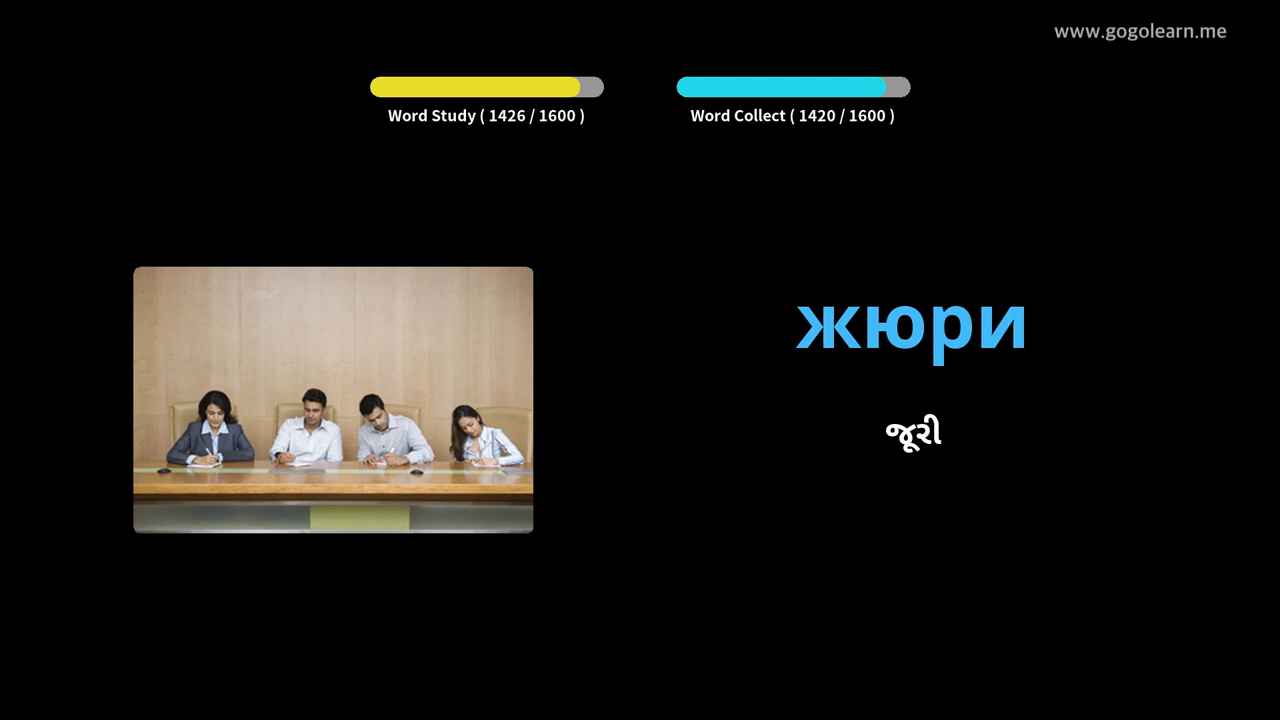 www.gogolearn.me
Word Study ( 1426 / 1600 )
Word Collect ( 1420 / 1600 )
жюри
જૂરી